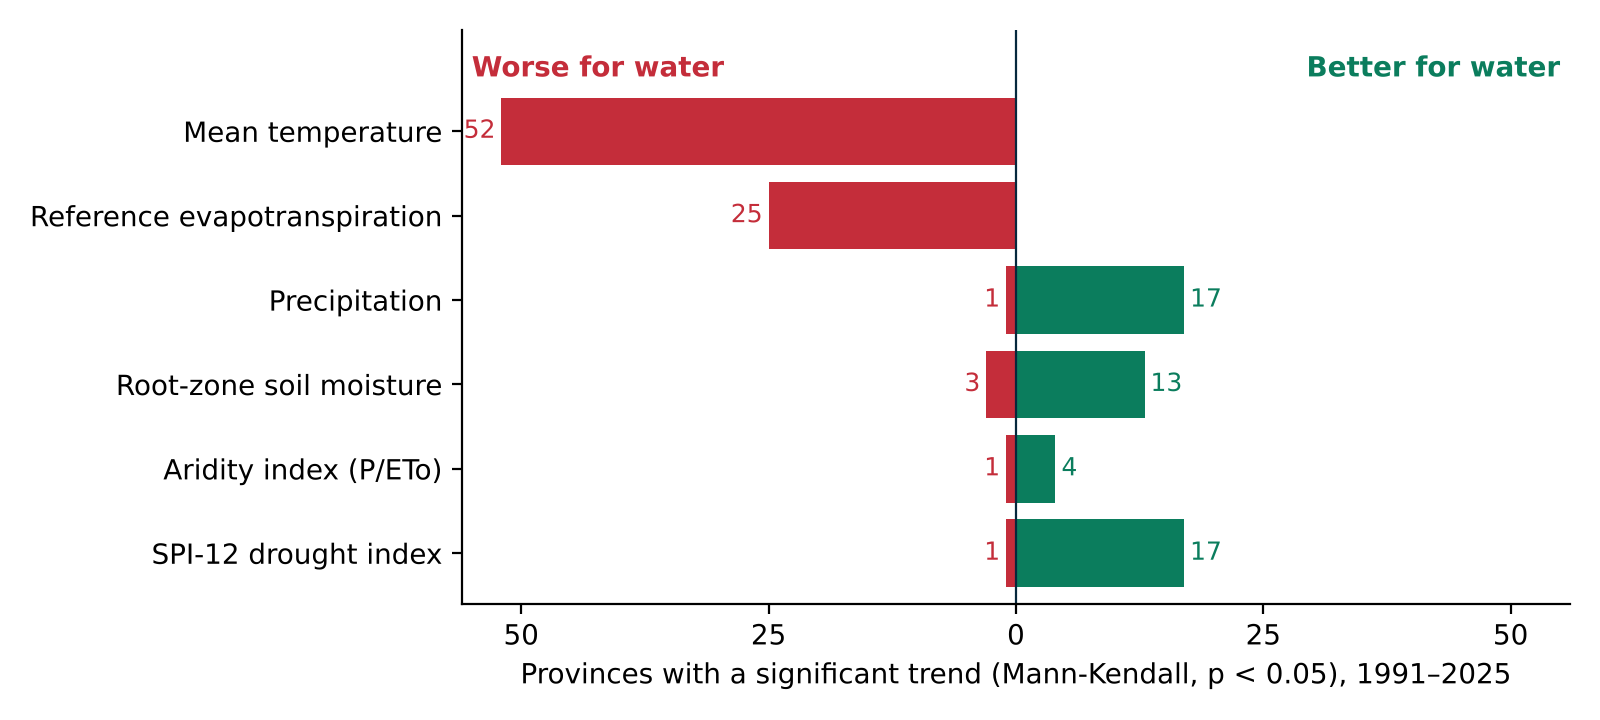 Worse for water
Better for water
Mean temperature
52
Reference evapotranspiration
25
Precipitation
1
17
Root-zone soil moisture
3
13
Aridity index (P/ETo)
1
4
SPI-12 drought index
1
17
50
25
0
25
50
Provinces with a significant trend (Mann-Kendall, p < 0.05), 1991–2025